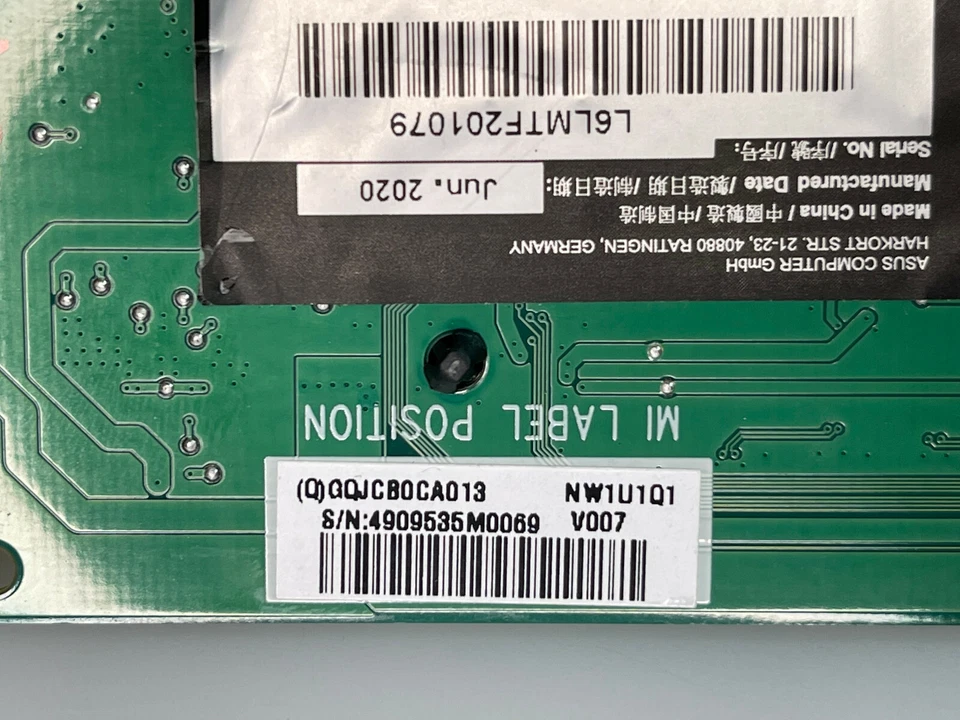 MI LABEL POSITION
ASUS COMPUTER GmbH
HARKORT STR. 21-23, 40880 RATINGEN, GERMANY
Made in China / 中國製造 /中国制造
Manufactured Date /製造日期 /制造日期: Jun. 2020
Serial No. //序號 /序号:
L6LMTF201079
(Q)GQJCB0CA013 NW1U1Q1
S/N:4909535M0069 V007